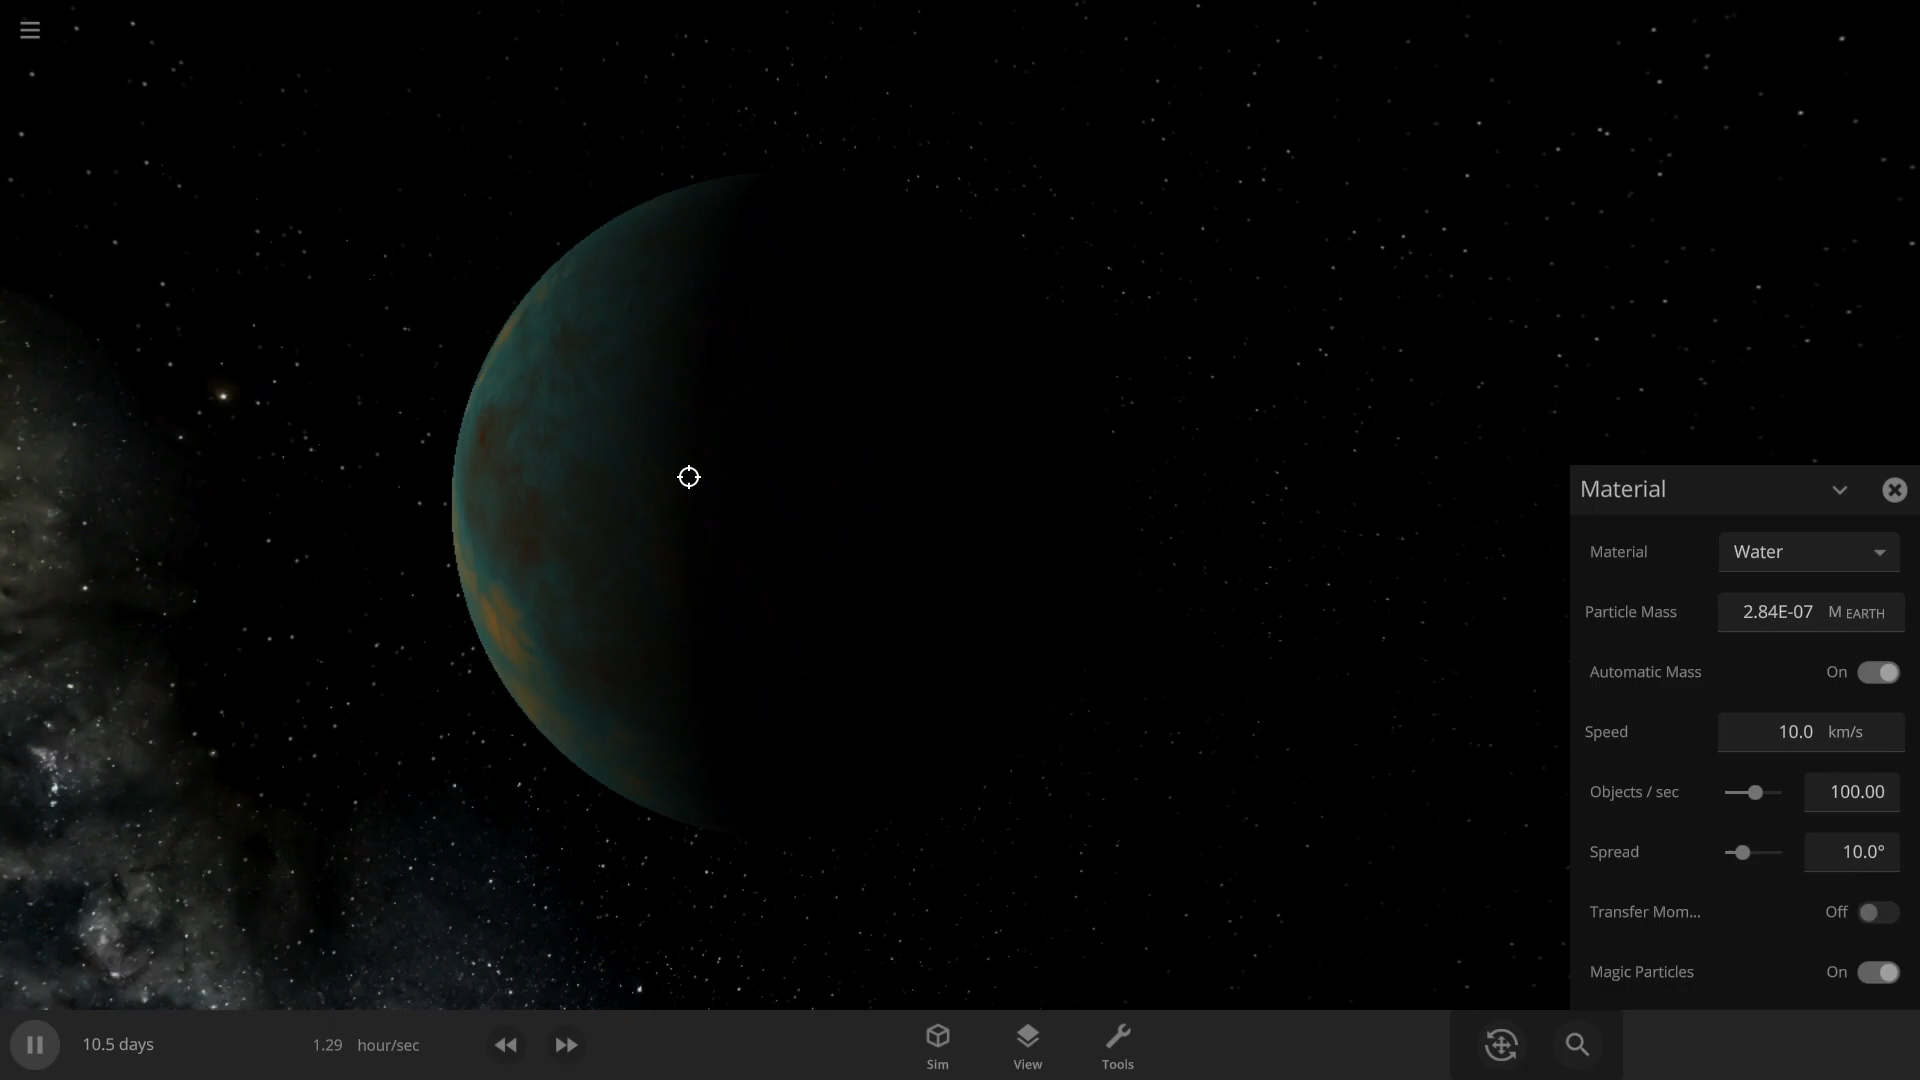 Material
Material Water
Particle Mass 2.84E-07 M EARTH
Automatic Mass On
Speed 10.0 km/s
Objects / sec 100.00
Spread 10.0°
Transfer Mom... Off
Magic Particles On
10.5 days 1.29 hour/sec
Sim View Tools